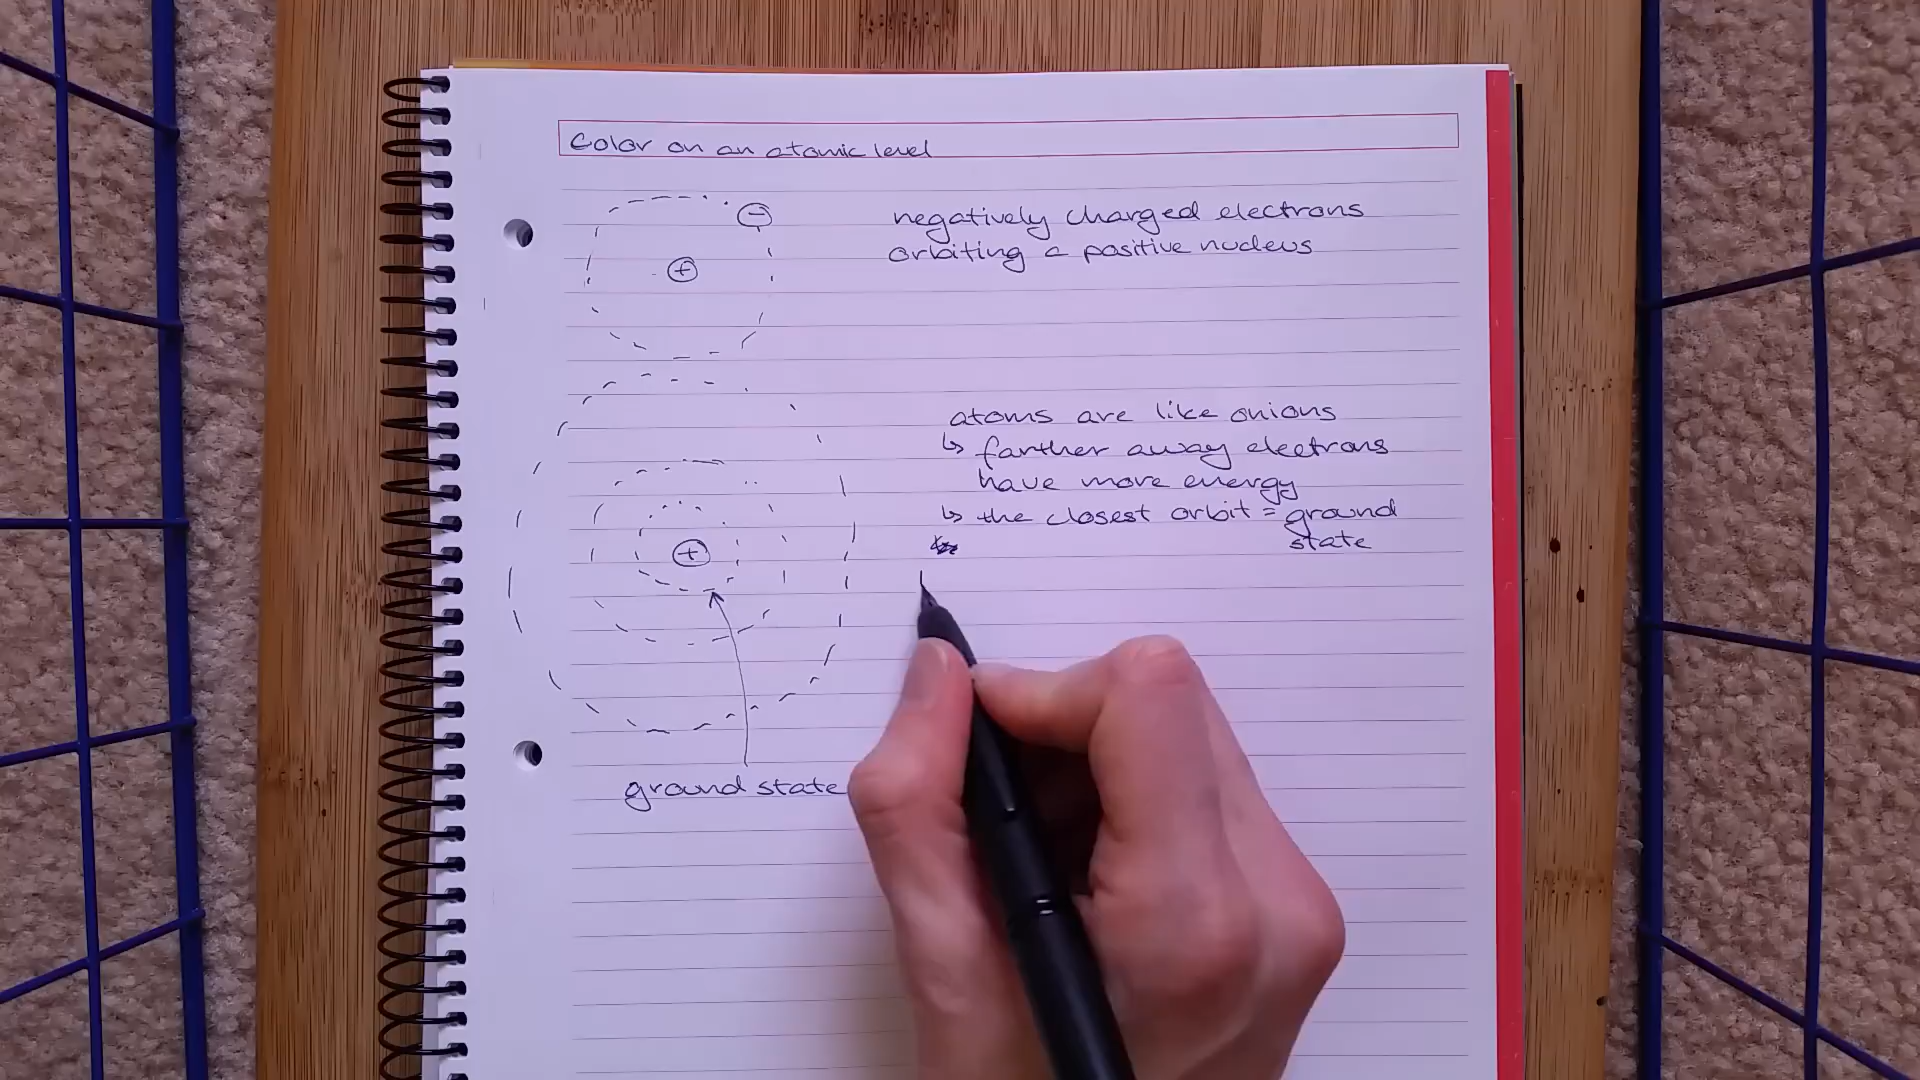 Color on an atomic level
−
+
negatively charged electrons
orbiting a positive nucleus
atoms are like onions
↳ farther away electrons
have more energy
↳ the closest orbit = ground
state
+
ground state